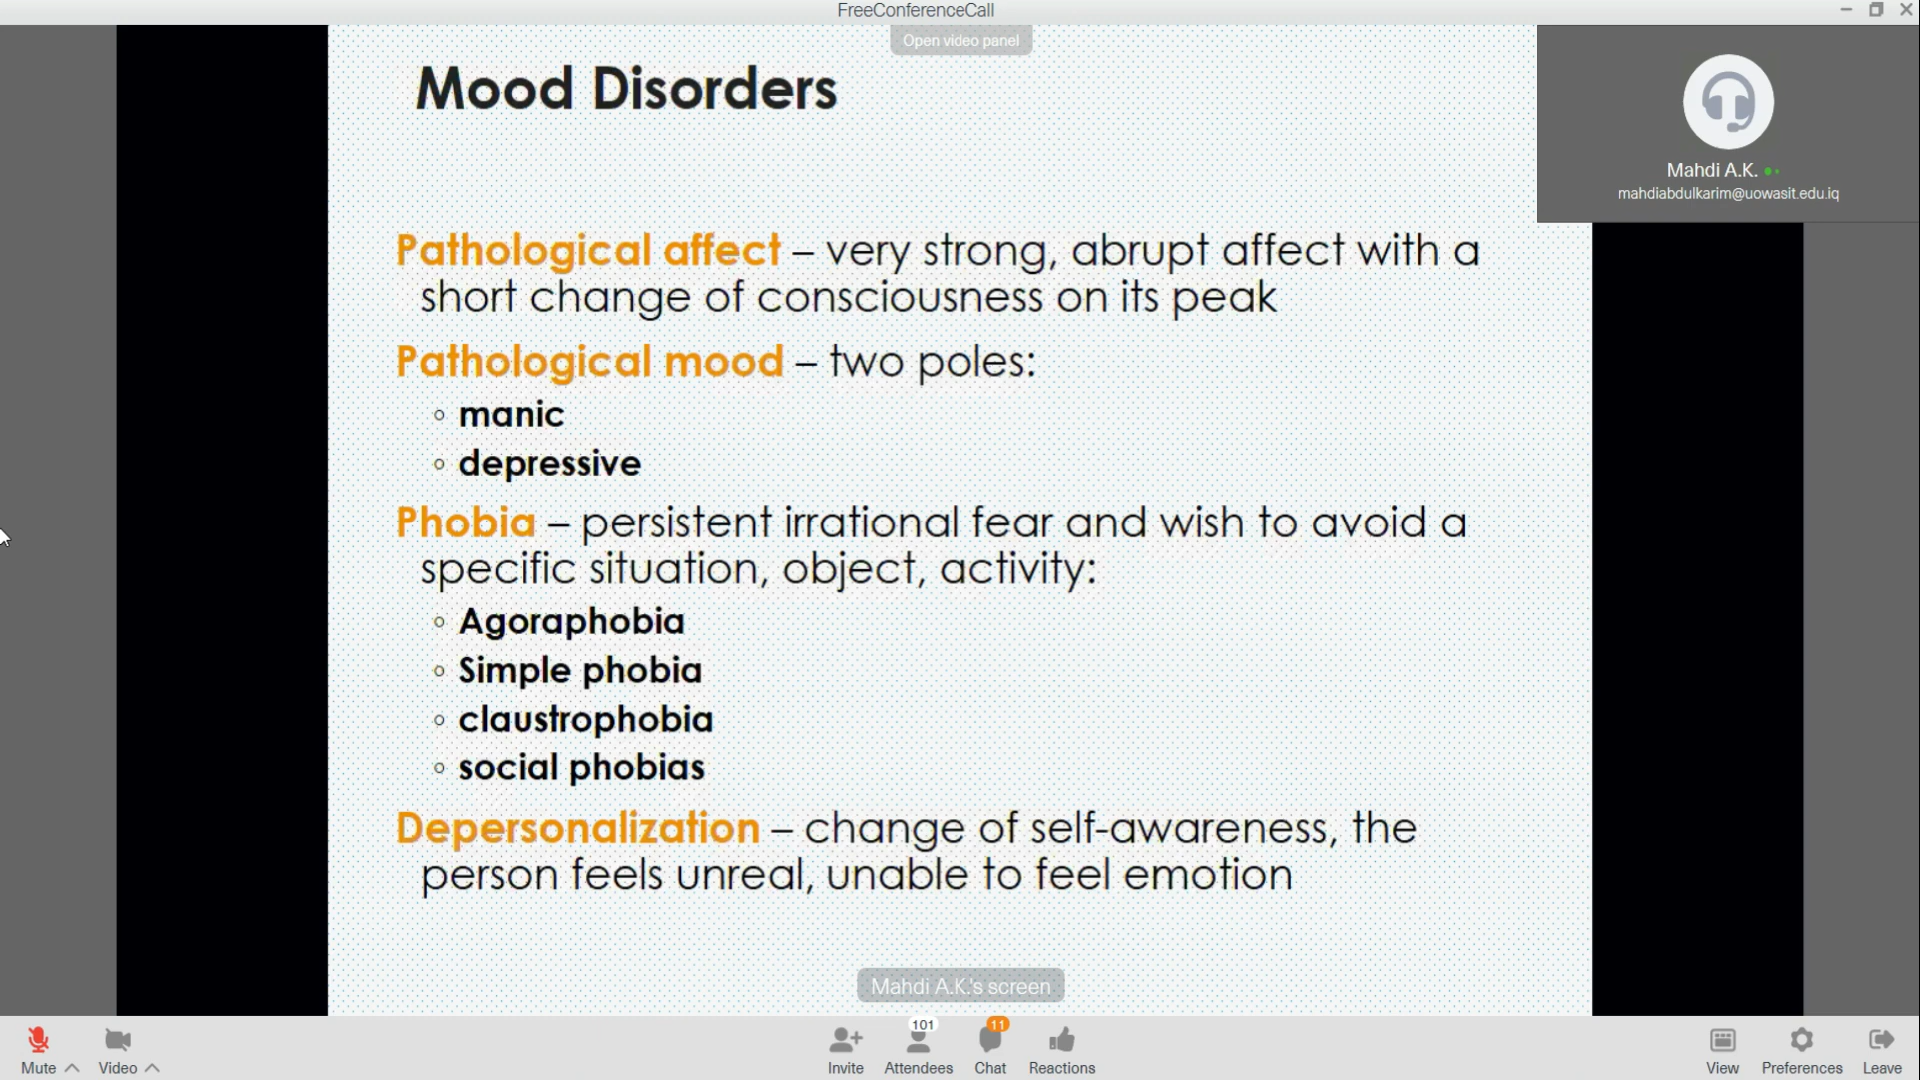 FreeConferenceCall
Open video panel
Mood Disorders
Mahdi A.K.
mahdiabdulkarim@uowasit.edu.iq
Pathological affect – very strong, abrupt affect with a
short change of consciousness on its peak
Pathological mood – two poles:
manic
depressive
Phobia – persistent irrational fear and wish to avoid a
specific situation, object, activity:
Agoraphobia
Simple phobia
claustrophobia
social phobias
Depersonalization – change of self-awareness, the
person feels unreal, unable to feel emotion
Mahdi A.K.'s screen
101
11
Mute
Video
Invite
Attendees
Chat
Reactions
View
Preferences
Leave